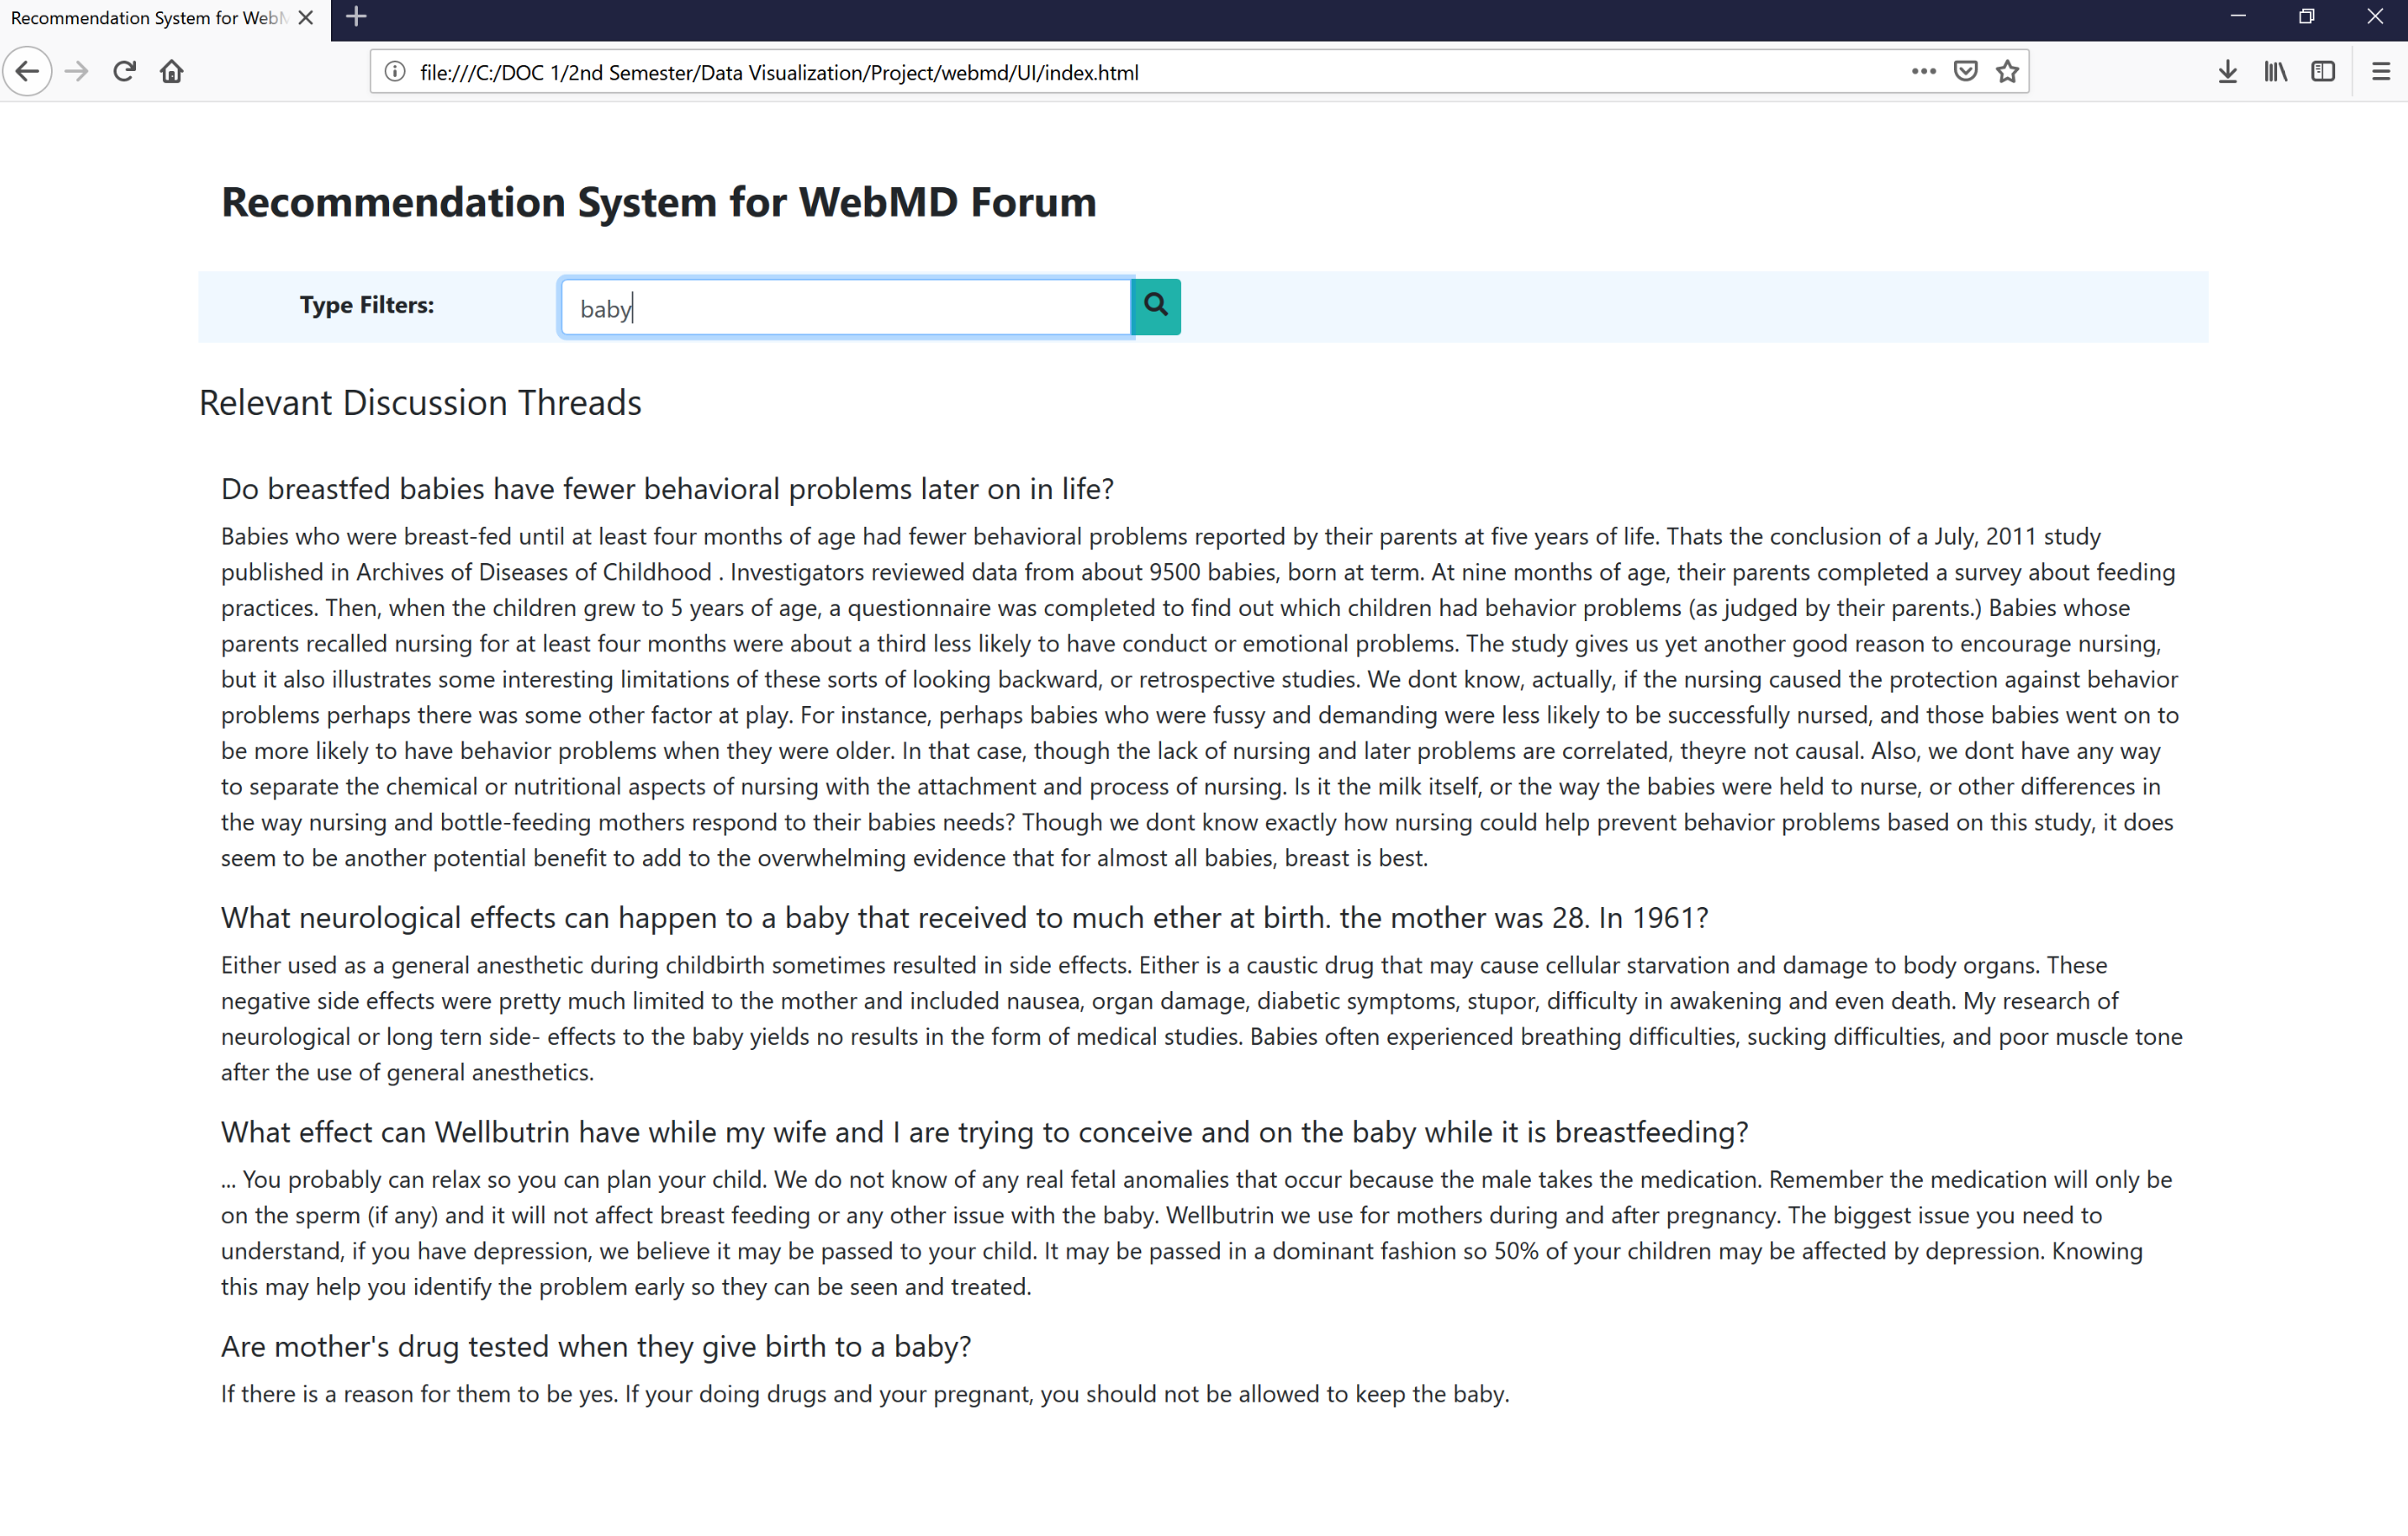 Recommendation System for Web
file:///C:/DOC 1/2nd Semester/Data Visualization/Project/webmd/UI/index.html
Recommendation System for WebMD Forum
Type Filters:
baby
Relevant Discussion Threads
Do breastfed babies have fewer behavioral problems later on in life?
Babies who were breast-fed until at least four months of age had fewer behavioral problems reported by their parents at five years of life. Thats the conclusion of a July, 2011 study
published in Archives of Diseases of Childhood . Investigators reviewed data from about 9500 babies, born at term. At nine months of age, their parents completed a survey about feeding
practices. Then, when the children grew to 5 years of age, a questionnaire was completed to find out which children had behavior problems (as judged by their parents.) Babies whose
parents recalled nursing for at least four months were about a third less likely to have conduct or emotional problems. The study gives us yet another good reason to encourage nursing,
but it also illustrates some interesting limitations of these sorts of looking backward, or retrospective studies. We dont know, actually, if the nursing caused the protection against behavior
problems perhaps there was some other factor at play. For instance, perhaps babies who were fussy and demanding were less likely to be successfully nursed, and those babies went on to
be more likely to have behavior problems when they were older. In that case, though the lack of nursing and later problems are correlated, theyre not causal. Also, we dont have any way
to separate the chemical or nutritional aspects of nursing with the attachment and process of nursing. Is it the milk itself, or the way the babies were held to nurse, or other differences in
the way nursing and bottle-feeding mothers respond to their babies needs? Though we dont know exactly how nursing could help prevent behavior problems based on this study, it does
seem to be another potential benefit to add to the overwhelming evidence that for almost all babies, breast is best.
What neurological effects can happen to a baby that received to much ether at birth. the mother was 28. In 1961?
Either used as a general anesthetic during childbirth sometimes resulted in side effects. Either is a caustic drug that may cause cellular starvation and damage to body organs. These
negative side effects were pretty much limited to the mother and included nausea, organ damage, diabetic symptoms, stupor, difficulty in awakening and even death. My research of
neurological or long tern side- effects to the baby yields no results in the form of medical studies. Babies often experienced breathing difficulties, sucking difficulties, and poor muscle tone
after the use of general anesthetics.
What effect can Wellbutrin have while my wife and I are trying to conceive and on the baby while it is breastfeeding?
... You probably can relax so you can plan your child. We do not know of any real fetal anomalies that occur because the male takes the medication. Remember the medication will only be
on the sperm (if any) and it will not affect breast feeding or any other issue with the baby. Wellbutrin we use for mothers during and after pregnancy. The biggest issue you need to
understand, if you have depression, we believe it may be passed to your child. It may be passed in a dominant fashion so 50% of your children may be affected by depression. Knowing
this may help you identify the problem early so they can be seen and treated.
Are mother's drug tested when they give birth to a baby?
If there is a reason for them to be yes. If your doing drugs and your pregnant, you should not be allowed to keep the baby.